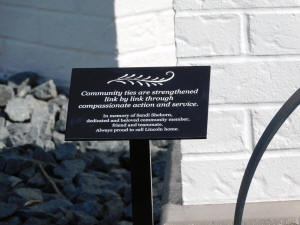 Community ties are strengthened
link by link through
compassionate action and service.
In memory of Sandi Shoborn,
dedicated and beloved community member,
friend and teammate.
Always proud to call Lincoln home.